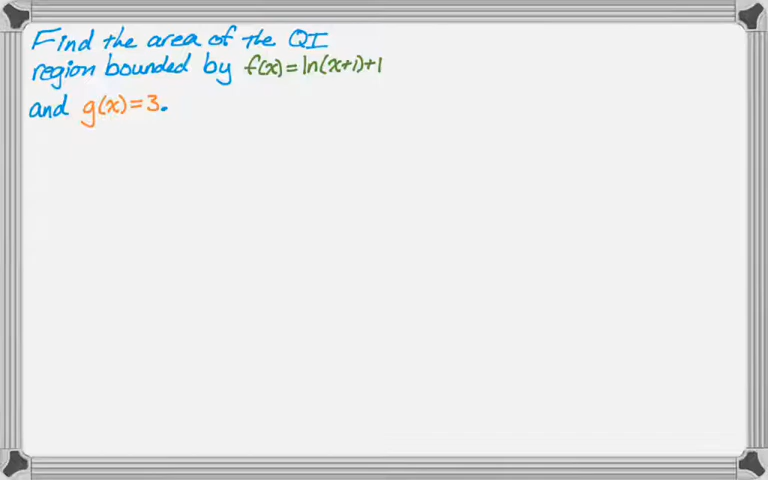 Find the area of the QI
region bounded by f(x)=ln(x+1)+1
and g(x)=3.